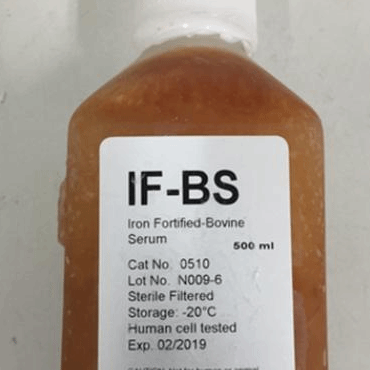 IF-BS
Iron Fortified-Bovine
Serum
500 ml
Cat No. 0510
Lot No. N009-6
Sterile Filtered
Storage: -20°C
Human cell tested
Exp. 02/2019